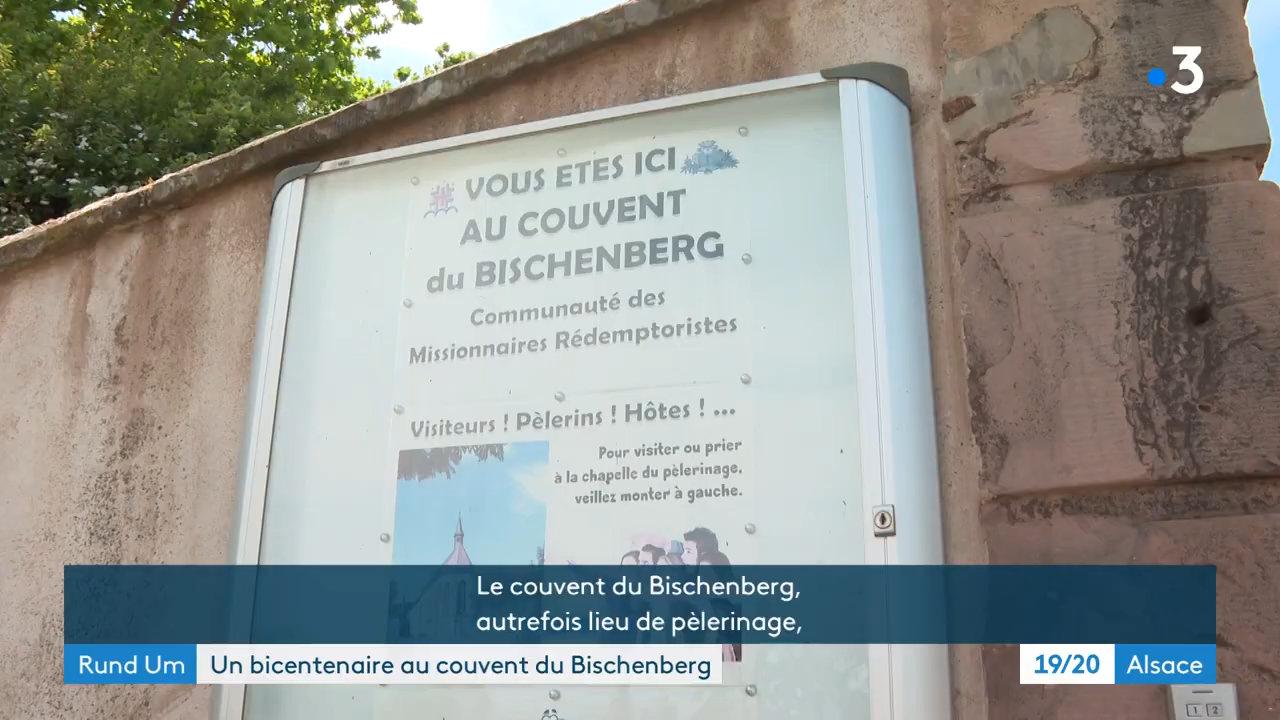 3
VOUS ETES ICI
AU COUVENT
du BISCHENBERG
Communauté des
Missionnaires Rédemptoristes
Visiteurs ! Pèlerins ! Hôtes ! ...
Pour visiter ou prier
à la chapelle du pèlerinage,
veillez monter à gauche.
Le couvent du Bischenberg,
autrefois lieu de pèlerinage,
Rund Um
Un bicentenaire au couvent du Bischenberg
19/20
Alsace
1 2